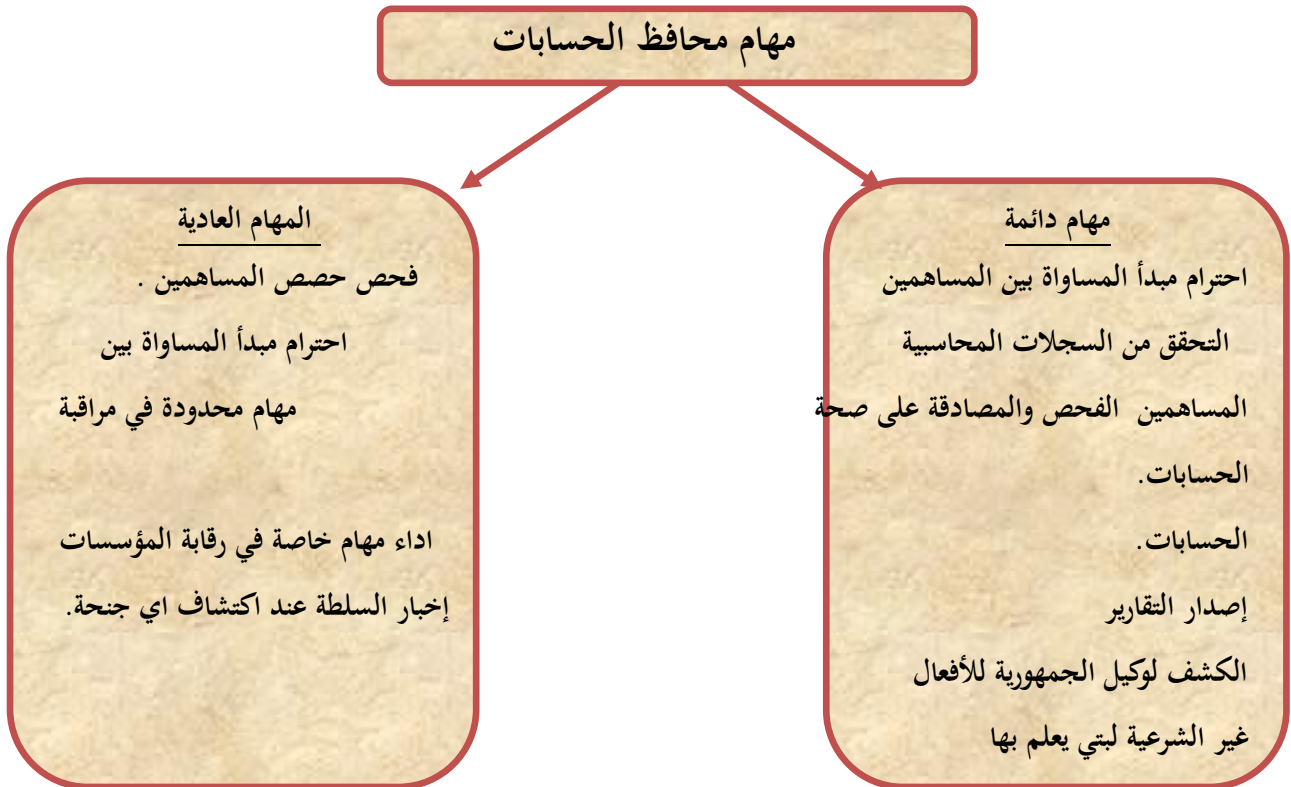 مهام محافظ الحسابات
مهام دائمة
احترام مبدأ المساواة بين المساهمين
التحقق من السجلات المحاسبية
المساهمين الفحص والمصادقة على صحة
الحسابات.
الحسابات.
إصدار التقارير
الكشف لوكيل الجمهورية للأفعال
غير الشرعية لبتي يعلم بها
المهام العادية
فحص حصص المساهمين .
احترام مبدأ المساواة بين
مهام محدودة في مراقبة
اداء مهام خاصة في رقابة المؤسسات
إخبار السلطة عند اكتشاف اي جنحة.